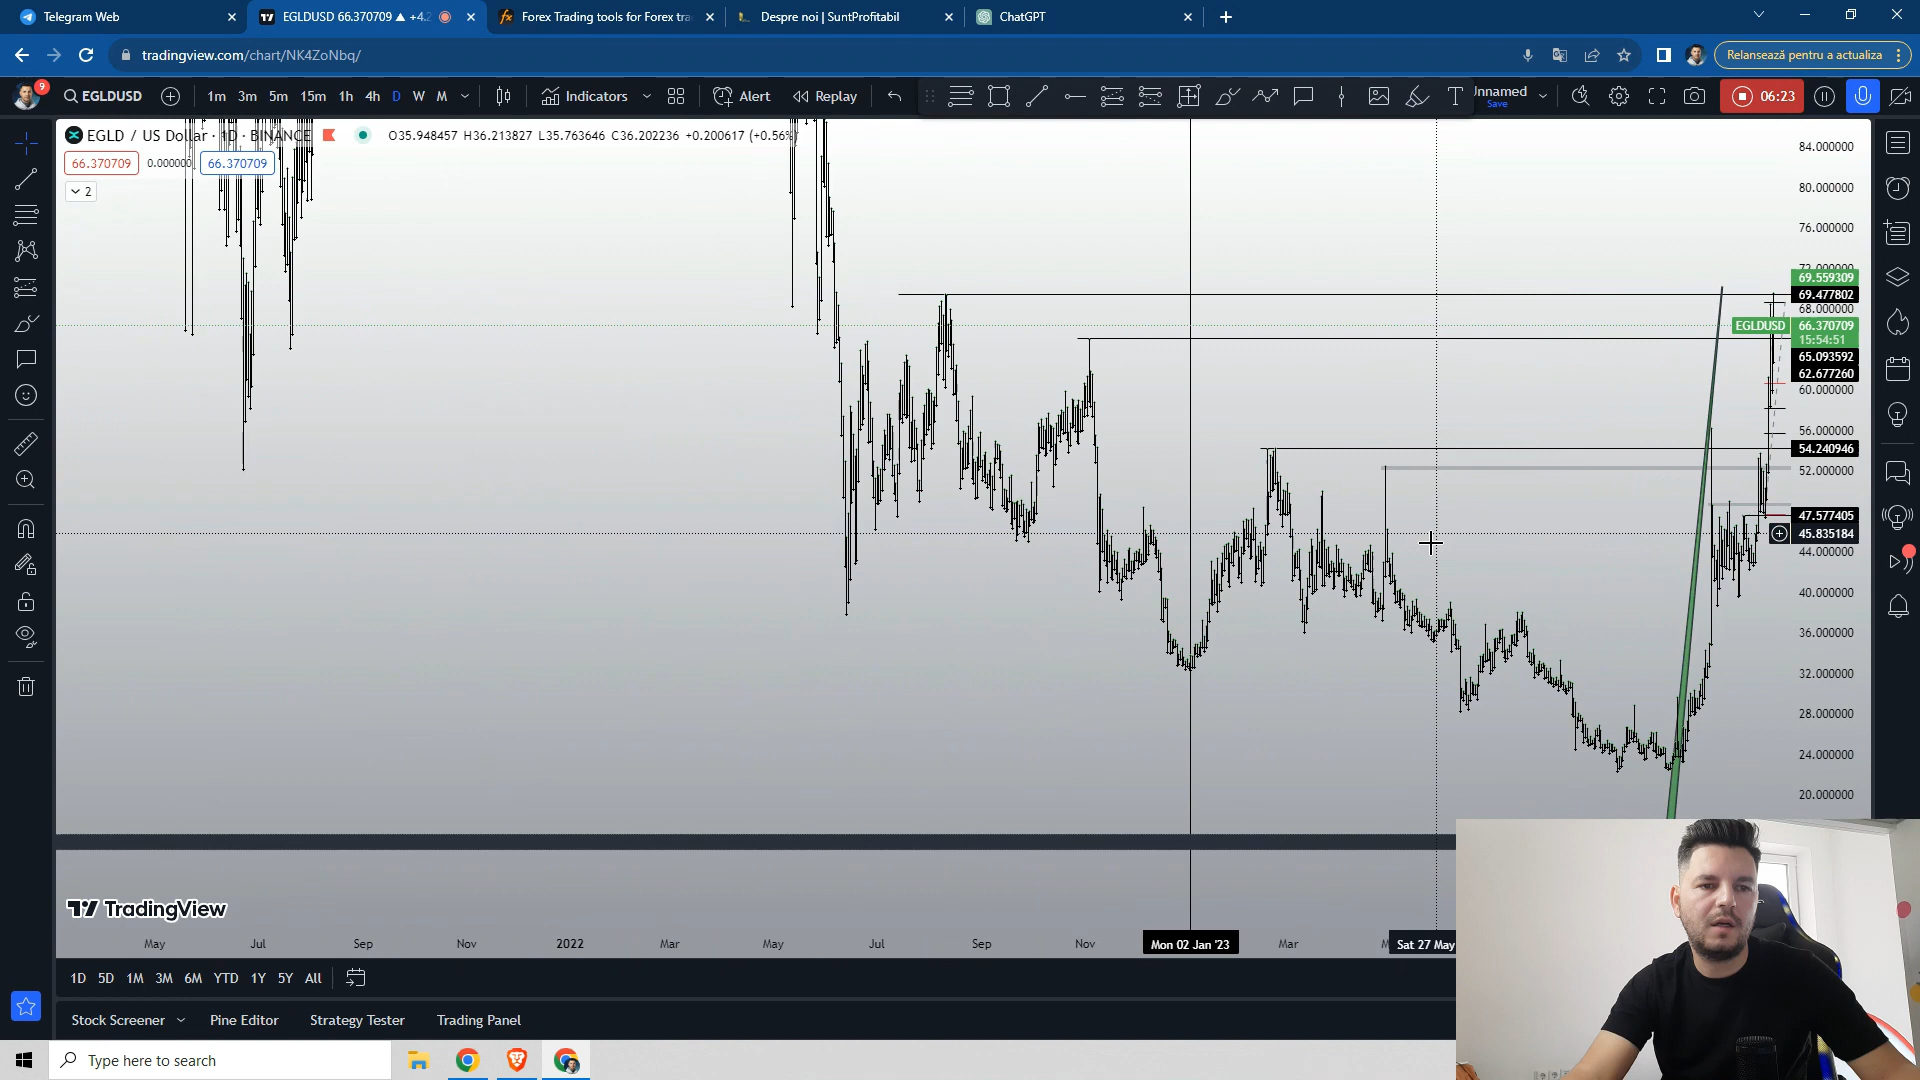 Telegram Web
EGLDUSD 66.370709 ▲ +4.2
Forex Trading tools for Forex tra
Despre noi | SuntProfitabil
ChatGPT
tradingview.com/chart/NK4ZoNbq/
Relansează pentru a actualiza
9
EGLDUSD
1m 3m 5m 15m 1h 4h D W M
Indicators
Alert
Replay
Unnamed
Save
06:23
EGLD / US Dollar · 1D · BINANCE
O35.948457 H36.213827 L35.763646 C36.202236 +0.200617 (+0.56%)
66.370709 0.000000 66.370709
2
84.000000
80.000000
76.000000
72.000000
69.559309
69.477802
68.000000
EGLDUSD 66.370709
15:54:51
65.093592
62.677260
60.000000
56.000000
54.240946
52.000000
47.577405
45.835184
44.000000
40.000000
36.000000
32.000000
28.000000
24.000000
20.000000
TradingView
May Jul Sep Nov 2022 Mar May Jul Sep Nov Mon 02 Jan '23 Mar Sat 27 May
1D 5D 1M 3M 6M YTD 1Y 5Y All
Stock Screener Pine Editor Strategy Tester Trading Panel
Type here to search